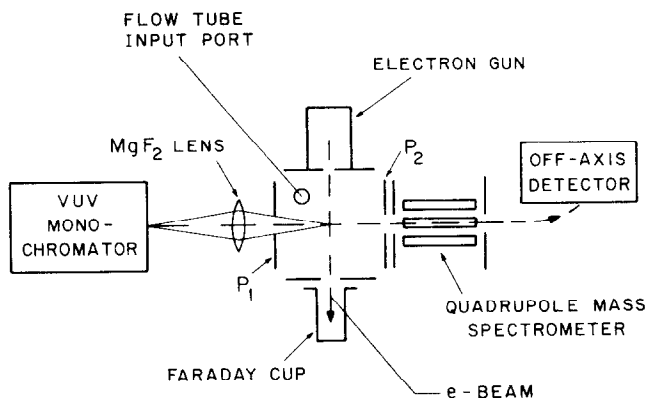 FLOW TUBE
INPUT PORT
ELECTRON GUN
MgF2 LENS
P2
OFF-AXIS
DETECTOR
VUV
MONO-
CHROMATOR
P1
QUADRUPOLE MASS
SPECTROMETER
FARADAY CUP
e-BEAM